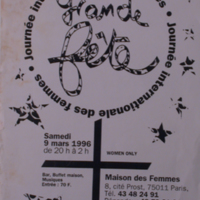 Journée internationale des femmes • Journée internationale des femmes •
grande
fête
Samedi
9 mars 1996
de 20 h à 2 h
WOMEN ONLY
Bar, Buffet maison,
Musiques
Entrée : 70 F.
Maison des Femmes
8, cité Prost, 75011 Paris,
Tél. 43 48 24 91